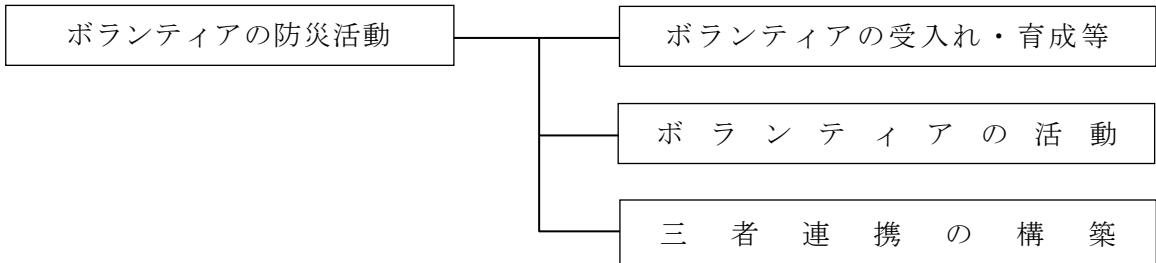 ボランティアの防災活動
ボランティアの受入れ・育成等
ボランティアの活動
三者連携の構築